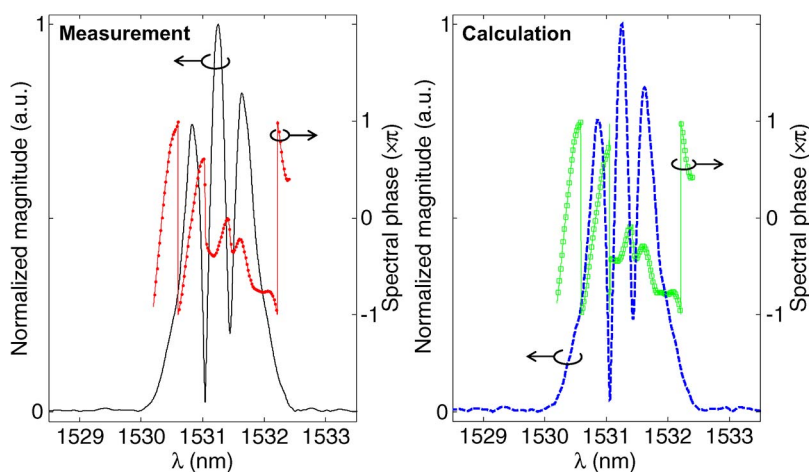 Measurement
Normalized magnitude (a.u.)
1
0
Spectral phase (×π)
1
0
-1
1529 1530 1531 1532 1533
λ (nm)
Calculation
Normalized magnitude (a.u.)
1
0
Spectral phase (×π)
1
0
-1
1529 1530 1531 1532 1533
λ (nm)